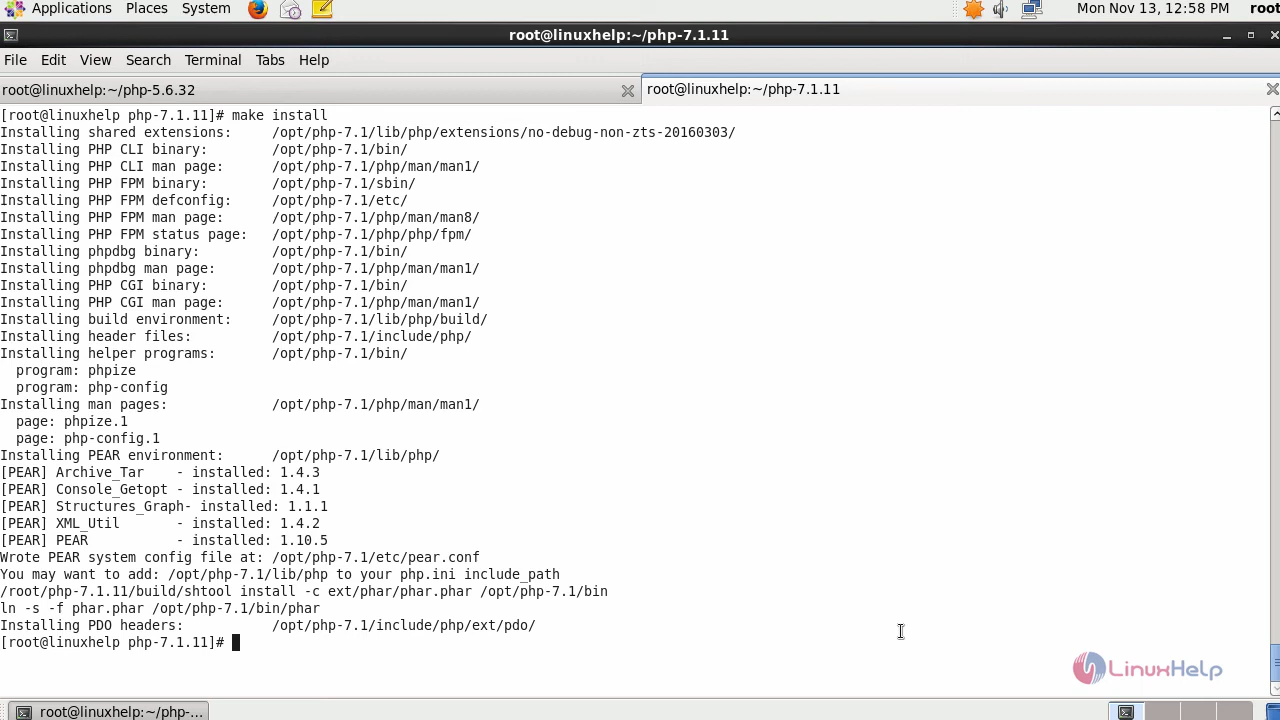 Applications Places System Mon Nov 13, 12:58 PM root
root@linuxhelp:~/php-7.1.11
File Edit View Search Terminal Tabs Help
root@linuxhelp:~/php-5.6.32 root@linuxhelp:~/php-7.1.11
[root@linuxhelp php-7.1.11]# make install
Installing shared extensions:     /opt/php-7.1/lib/php/extensions/no-debug-non-zts-20160303/
Installing PHP CLI binary:        /opt/php-7.1/bin/
Installing PHP CLI man page:      /opt/php-7.1/php/man/man1/
Installing PHP FPM binary:        /opt/php-7.1/sbin/
Installing PHP FPM defconfig:     /opt/php-7.1/etc/
Installing PHP FPM man page:      /opt/php-7.1/php/man/man8/
Installing PHP FPM status page:   /opt/php-7.1/php/php/fpm/
Installing phpdbg binary:         /opt/php-7.1/bin/
Installing phpdbg man page:       /opt/php-7.1/php/man/man1/
Installing PHP CGI binary:        /opt/php-7.1/bin/
Installing PHP CGI man page:      /opt/php-7.1/php/man/man1/
Installing build environment:     /opt/php-7.1/lib/php/build/
Installing header files:          /opt/php-7.1/include/php/
Installing helper programs:       /opt/php-7.1/bin/
  program: phpize
  program: php-config
Installing man pages:             /opt/php-7.1/php/man/man1/
  page: phpize.1
  page: php-config.1
Installing PEAR environment:      /opt/php-7.1/lib/php/
[PEAR] Archive_Tar    - installed: 1.4.3
[PEAR] Console_Getopt - installed: 1.4.1
[PEAR] Structures_Graph- installed: 1.1.1
[PEAR] XML_Util       - installed: 1.4.2
[PEAR] PEAR           - installed: 1.10.5
Wrote PEAR system config file at: /opt/php-7.1/etc/pear.conf
You may want to add: /opt/php-7.1/lib/php to your php.ini include_path
/root/php-7.1.11/build/shtool install -c ext/phar/phar.phar /opt/php-7.1/bin
ln -s -f phar.phar /opt/php-7.1/bin/phar
Installing PDO headers:           /opt/php-7.1/include/php/ext/pdo/
[root@linuxhelp php-7.1.11]#
LinuxHelp
root@linuxhelp:~/php-...